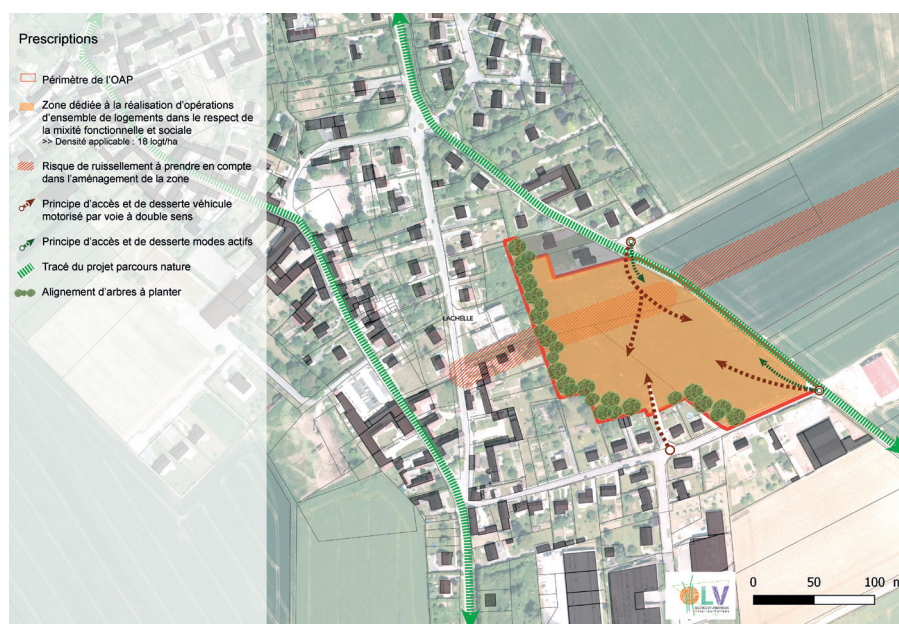 Prescriptions
Périmètre de l'OAP
Zone dédiée à la réalisation d'opérations
d'ensemble de logements dans le respect de
la mixité fonctionnelle et sociale
>> Densité applicable : 18 logt/ha
Risque de ruissellement à prendre en compte
dans l'aménagement de la zone
Principe d'accès et de desserte véhicule
motorisé par voie à double sens
Principe d'accès et de desserte modes actifs
Tracé du projet parcours nature
Alignement d'arbres à planter
LACHELLE
LV
0 50 100 m